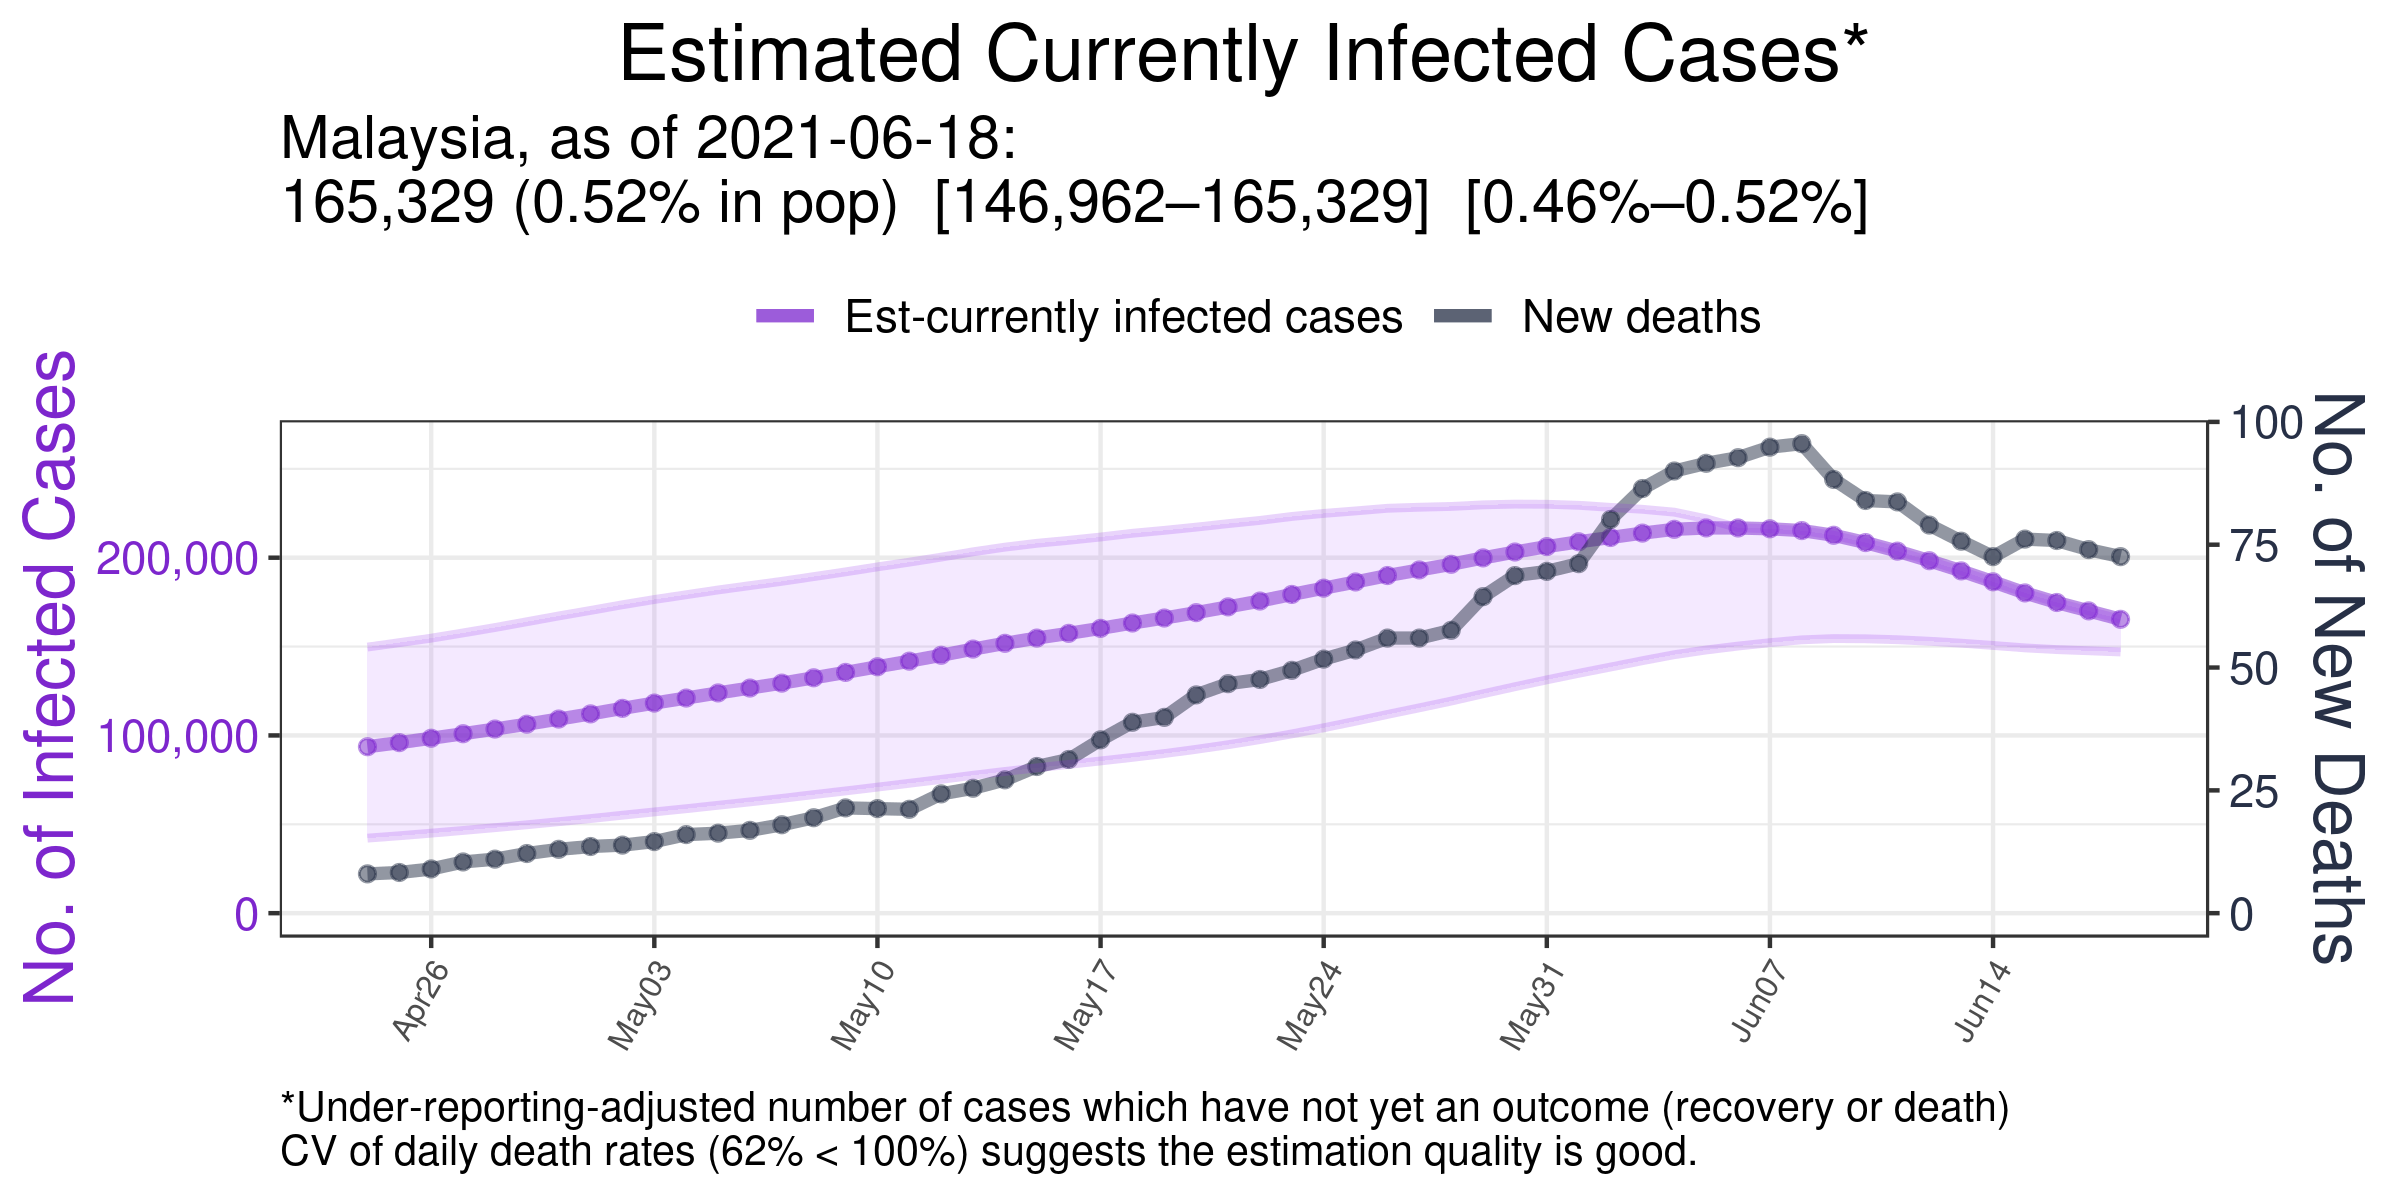 Estimated Currently Infected Cases*
Malaysia, as of 2021-06-18:
165,329 (0.52% in pop) [146,962–165,329] [0.46%–0.52%]
Est-currently infected cases
New deaths
No. of Infected Cases
200,000
100,000
0
100
75
50
25
0
No. of New Deaths
Apr26
May03
May10
May17
May24
May31
Jun07
Jun14
*Under-reporting-adjusted number of cases which have not yet an outcome (recovery or death)
CV of daily death rates (62% < 100%) suggests the estimation quality is good.